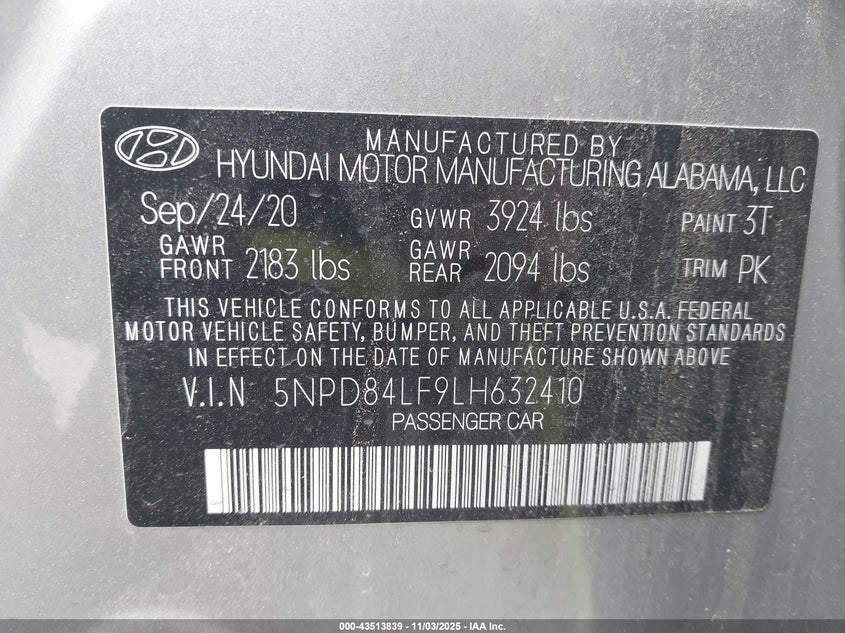 MANUFACTURED BY
HYUNDAI MOTOR MANUFACTURING ALABAMA, LLC
Sep/24/20 GVWR 3924 lbs PAINT 3T
GAWR FRONT 2183 lbs GAWR REAR 2094 lbs TRIM PK
THIS VEHICLE CONFORMS TO ALL APPLICABLE U.S.A. FEDERAL
MOTOR VEHICLE SAFETY, BUMPER, AND THEFT PREVENTION STANDARDS
IN EFFECT ON THE DATE OF MANUFACTURE SHOWN ABOVE
V.I.N 5NPD84LF9LH632410
PASSENGER CAR
000-43513839 - 11/03/2025 - IAA Inc.